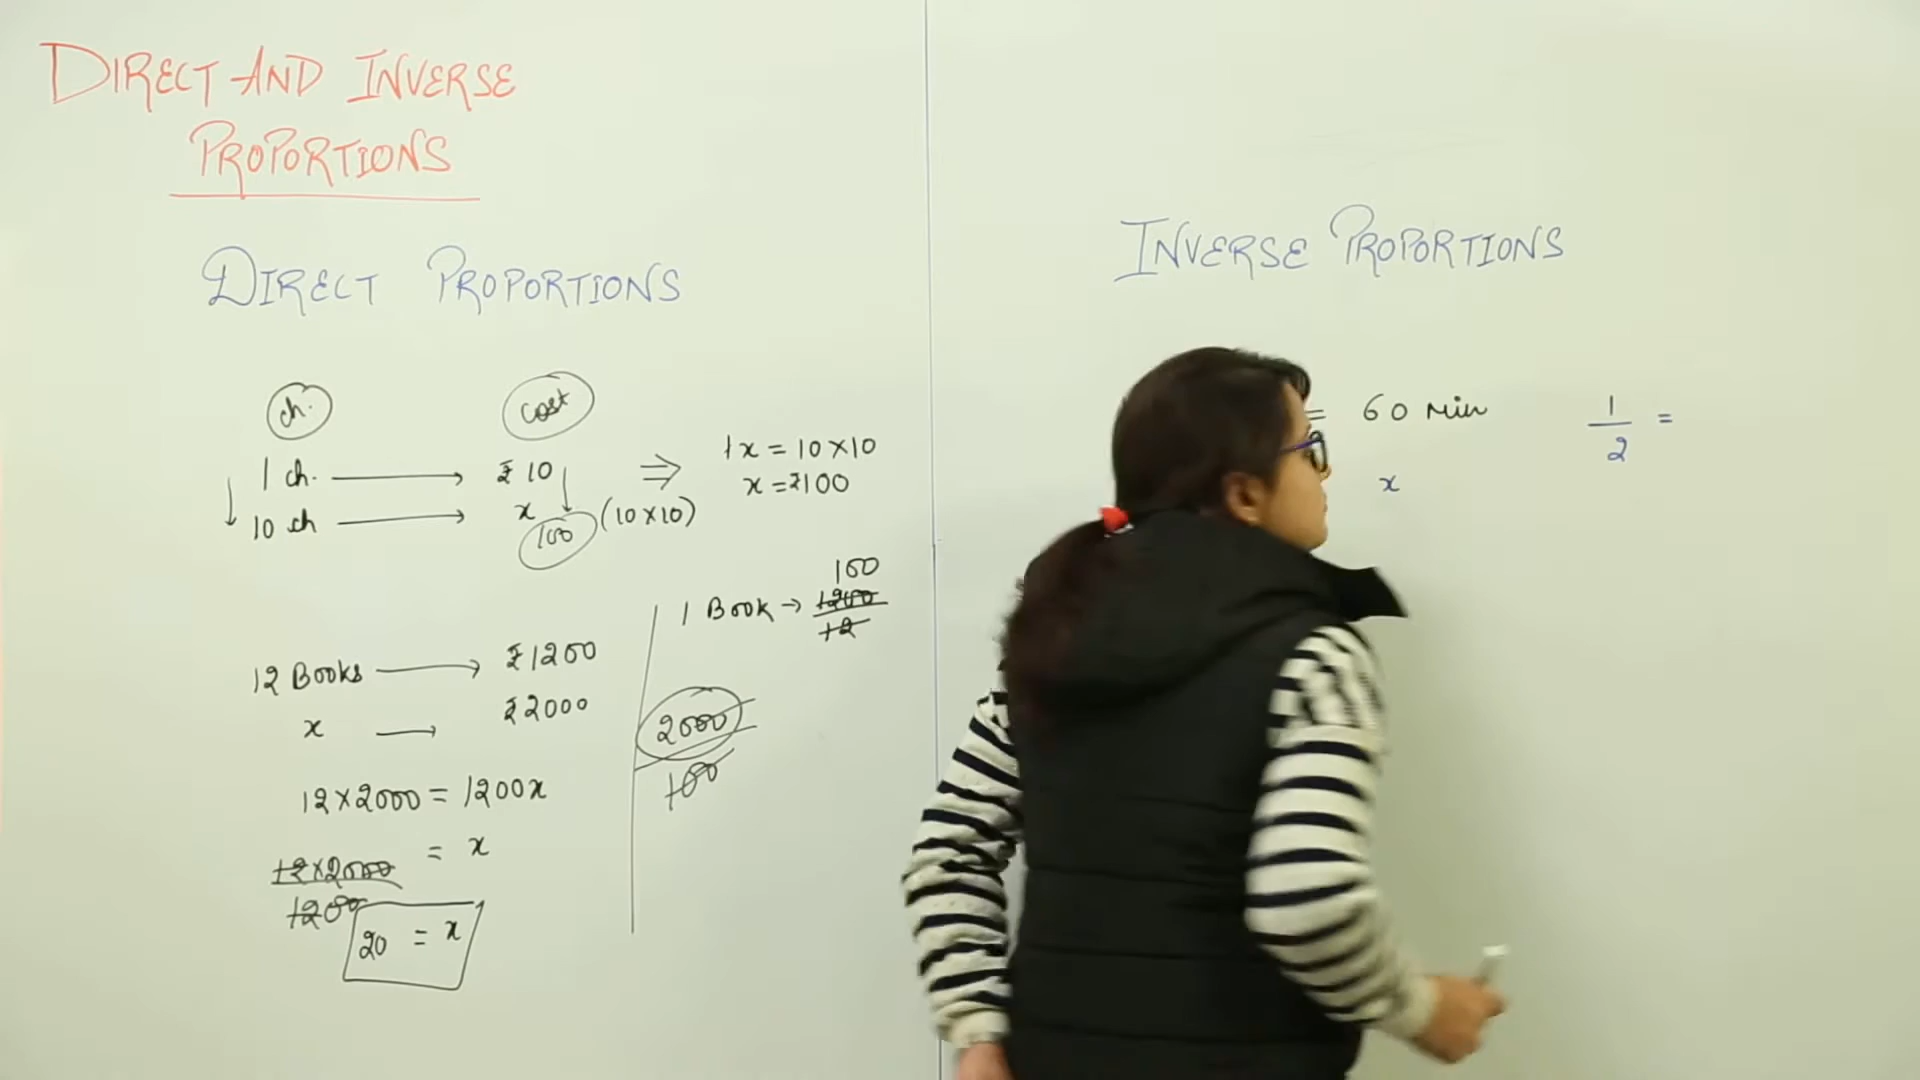 DIRECT AND INVERSE
PROPORTIONS
DIRECT PROPORTIONS
ch. cost
1 ch. → ₹10 ⇒ 1x = 10×10
10 ch → x (10×10) x = ₹100
100
12 Books → ₹1200
x — ₹2000
12×2000 = 1200x
12×2000 = x
1200
20 = x
100
1 Book → 1200
12
2000
100
INVERSE PROPORTIONS
= 60 Min
x
1
2 =